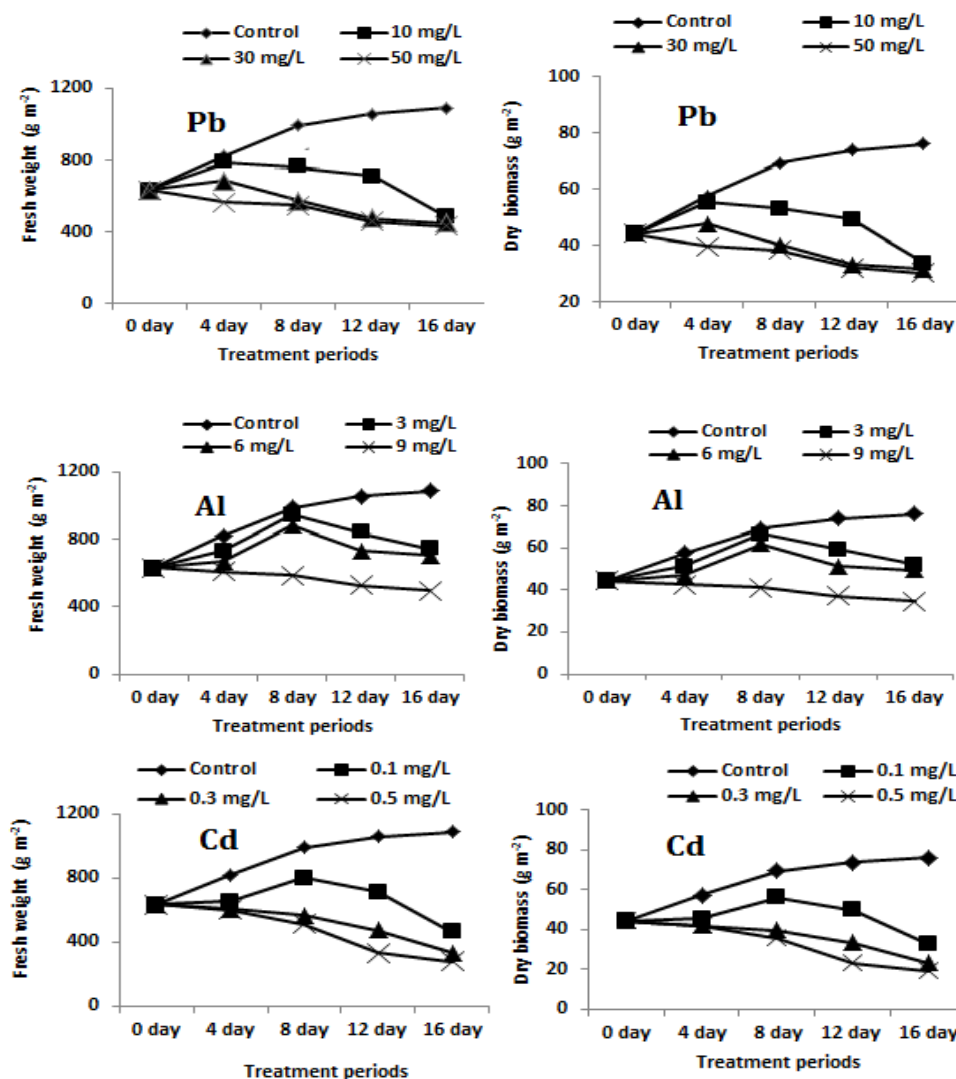 Control 10 mg/L
30 mg/L 50 mg/L
1200
800
400
0
Fresh weight (g m-2)
Pb
0 day 4 day 8 day 12 day 16 day
Treatment periods
Control 10 mg/L
30 mg/L 50 mg/L
100
80
60
40
20
Dry biomass (g m-2)
Pb
0 day 4 day 8 day 12 day 16 day
Treatment periods
Control 3 mg/L
6 mg/L 9 mg/L
1200
800
400
0
Fresh weight (g m-2)
Al
0 day 4 day 8 day 12 day 16 day
Treatment periods
Control 3 mg/L
6 mg/L 9 mg/L
100
80
60
40
20
0
Dry biomass (g m-2)
Al
0 day 4 day 8 day 12 day 16 day
Treatment periods
Control 0.1 mg/L
0.3 mg/L 0.5 mg/L
1200
800
400
0
Fresh weight (g m-2)
Cd
0 day 4 day 8 day 12 day 16 day
Treatment periods
Control 0.1 mg/L
0.3 mg/L 0.5 mg/L
100
80
60
40
20
0
Dry biomass (g m-2)
Cd
0 day 4 day 8 day 12 day 16 day
Treatment periods